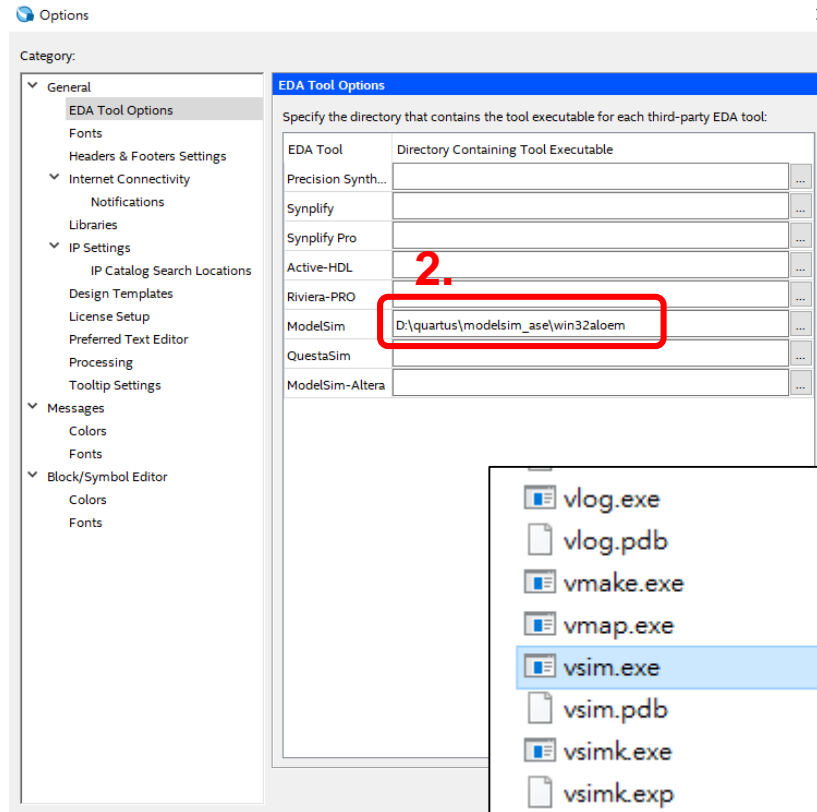 Options
Category:
General
EDA Tool Options
Fonts
Headers & Footers Settings
Internet Connectivity
Notifications
Libraries
IP Settings
IP Catalog Search Locations
Design Templates
License Setup
Preferred Text Editor
Processing
Tooltip Settings
Messages
Colors
Fonts
Block/Symbol Editor
Colors
Fonts
EDA Tool Options
Specify the directory that contains the tool executable for each third-party EDA tool:
EDA Tool Directory Containing Tool Executable
Precision Synth... ...
Synplify ...
Synplify Pro ...
Active-HDL ...
2.
Riviera-PRO ...
ModelSim D:\quartus\modelsim_ase\win32aloem ...
QuestaSim ...
ModelSim-Altera ...
vlog.exe
vlog.pdb
vmake.exe
vmap.exe
vsim.exe
vsim.pdb
vsimk.exe
vsimk.exp